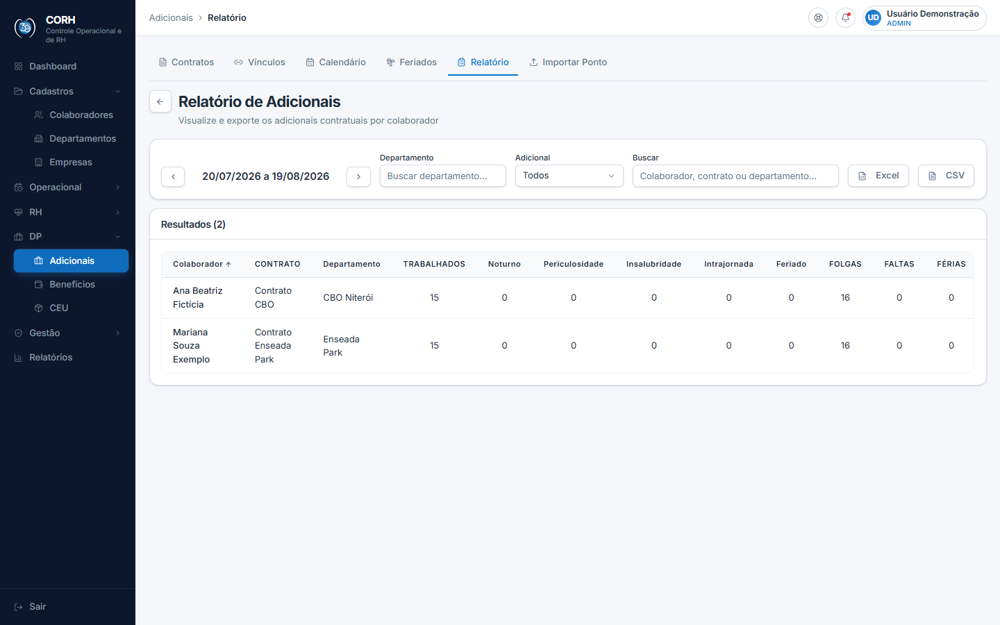 CORH
Controle Operacional e
de RH
Dashboard
Cadastros
Colaboradores
Departamentos
Empresas
Operacional
RH
DP
Adicionais
Benefícios
CEU
Gestão
Relatórios
Sair
Adicionais > Relatório
UD
Usuário Demonstração
ADMIN
Contratos
Vínculos
Calendário
Feriados
Relatório
Importar Ponto
Relatório de Adicionais
Visualize e exporte os adicionais contratuais por colaborador
20/07/2026 a 19/08/2026
Departamento
Buscar departamento...
Adicional
Todos
Buscar
Colaborador, contrato ou departamento...
Excel
CSV
Resultados (2)
Colaborador ↑ CONTRATO Departamento TRABALHADOS Noturno Periculosidade Insalubridade Intrajornada Feriado FOLGAS FALTAS FÉRIAS
Ana Beatriz
Fictícia
Contrato
CBO
CBO Niterói
15 0 0 0 0 0 16 0 0
Mariana
Souza
Exemplo
Contrato
Enseada
Park
Enseada
Park
15 0 0 0 0 0 16 0 0